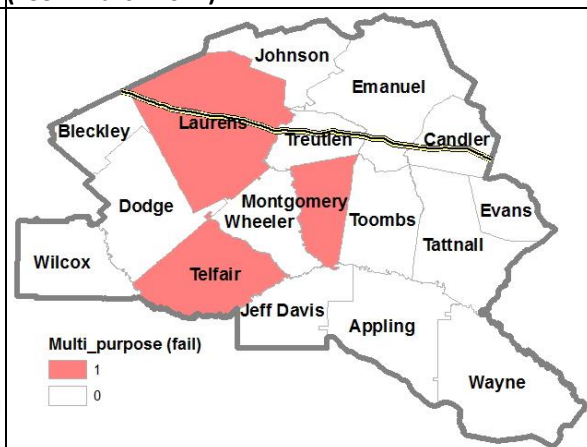 Johnson
Emanuel
Bleckley
Laurens
Treutlen
Candler
Dodge
Montgomery
Wheeler
Toombs
Evans
Tattnall
Wilcox
Telfair
Jeff Davis
Appling
Wayne
Multi_purpose (fail)
1
0